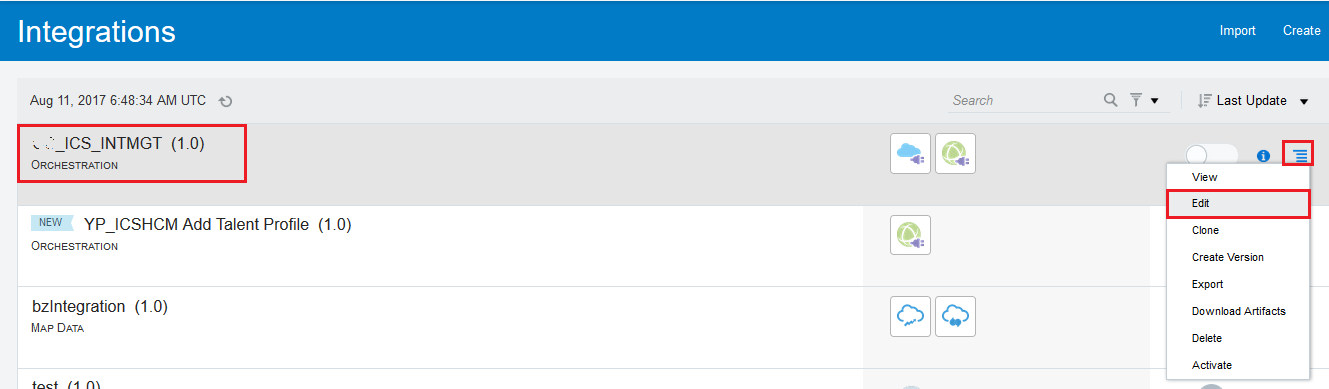 Integrations
Import Create
Aug 11, 2017 6:48:34 AM UTC
Search
Last Update
_ICS_INTMGT (1.0)
ORCHESTRATION
View
Edit
NEW YP_ICSHCM Add Talent Profile (1.0)
ORCHESTRATION
Clone
Create Version
Export
bzIntegration (1.0)
MAP DATA
Download Artifacts
Delete
Activate
test (1.0)